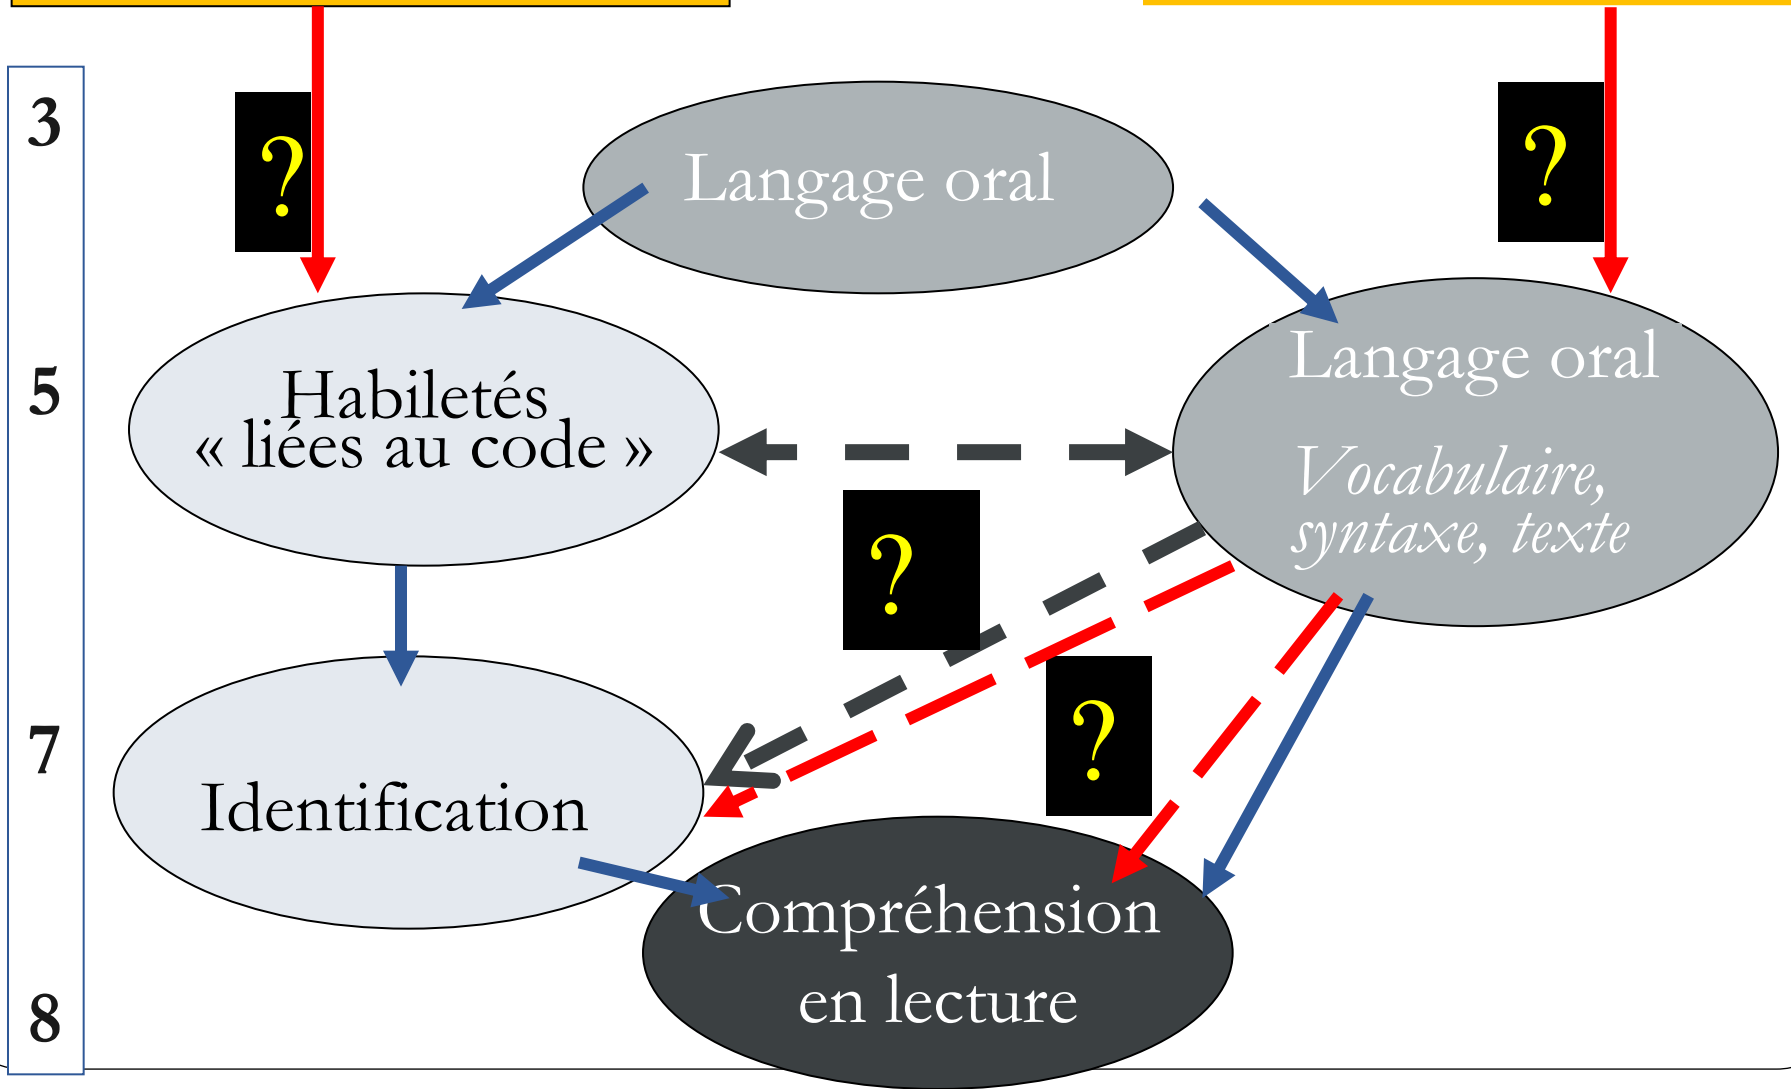 3
?
Langage oral
?
5
Habiletés
« liées au code »
Langage oral
Vocabulaire,
syntaxe, texte
?
?
7
Identification
Compréhension
en lecture
8